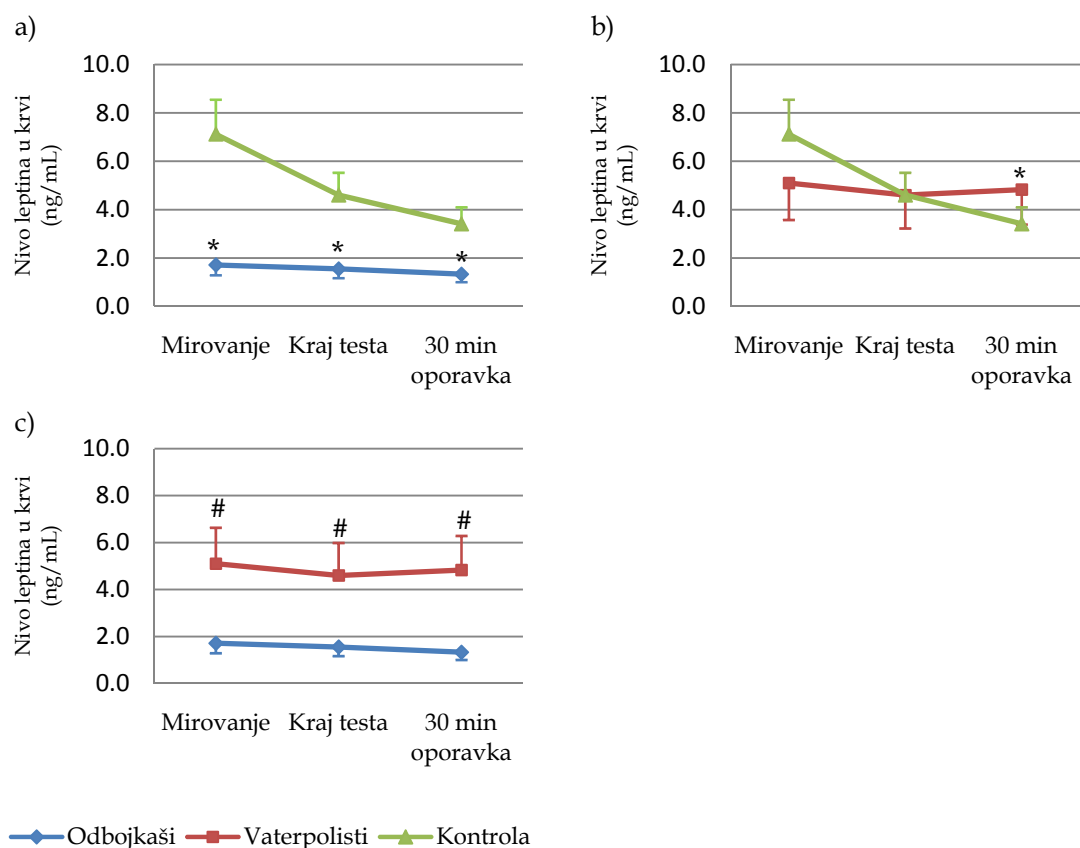 a)
Nivo leptina u krvi
(ng/mL)
10.0
8.0
6.0
4.0
2.0
0.0
*
*
*
Mirovanje
Kraj testa
30 min
oporavka
b)
Nivo leptina u krvi
(ng/mL)
10.0
8.0
6.0
4.0
2.0
0.0
*
Mirovanje
Kraj testa
30 min
oporavka
c)
Nivo leptina u krvi
(ng/mL)
10.0
8.0
6.0
4.0
2.0
0.0
#
#
#
Mirovanje
Kraj testa
30 min
oporavka
Odbojkaši
Vaterpolisti
Kontrola